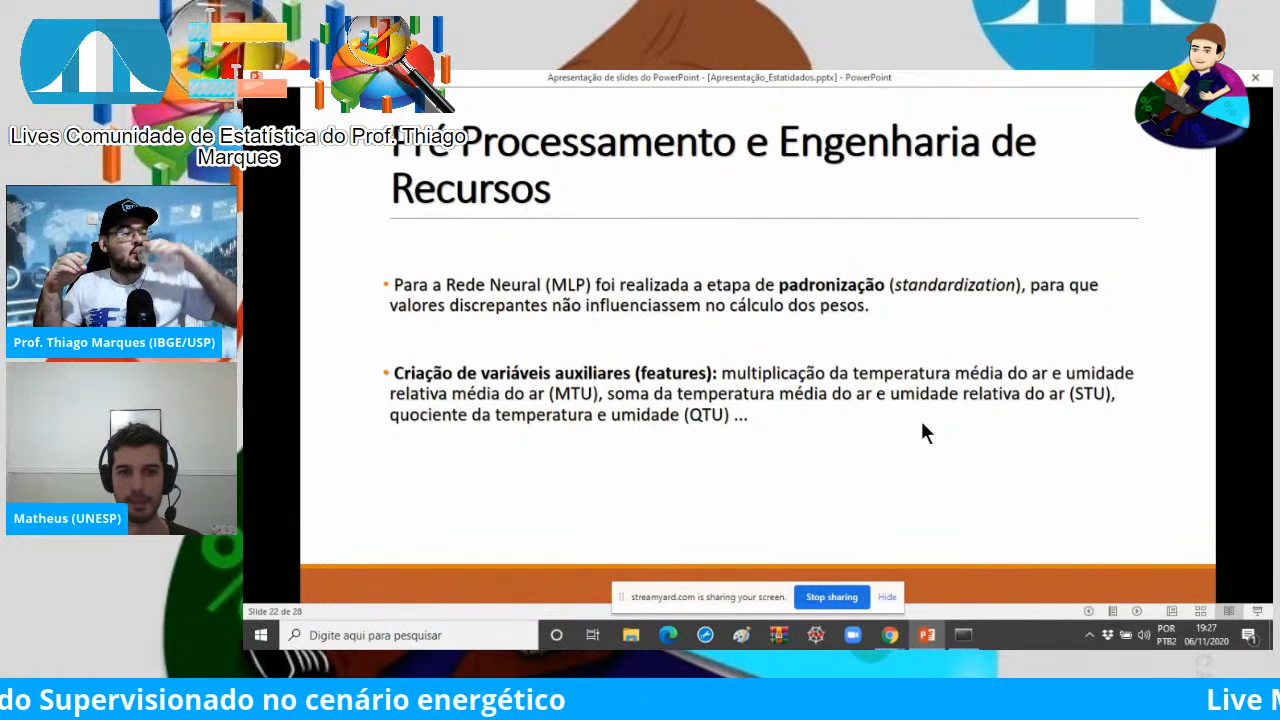 Apresentação de slides do PowerPoint - [Apresentação_Estatidados.pptx] - PowerPoint
Lives Comunidade de Estatística do Prof. Thiago
Marques
Pré Processamento e Engenharia de
Recursos
• Para a Rede Neural (MLP) foi realizada a etapa de padronização (standardization), para que
valores discrepantes não influenciassem no cálculo dos pesos.
• Criação de variáveis auxiliares (features): multiplicação da temperatura média do ar e umidade
relativa média do ar (MTU), soma da temperatura média do ar e umidade relativa do ar (STU),
quociente da temperatura e umidade (QTU) ...
Prof. Thiago Marques (IBGE/USP)
Matheus (UNESP)
streamyard.com is sharing your screen.
Stop sharing
Hide
Slide 22 de 28
Digite aqui para pesquisar
POR
PTB2
19:27
06/11/2020
do Supervisionado no cenário energético
Live